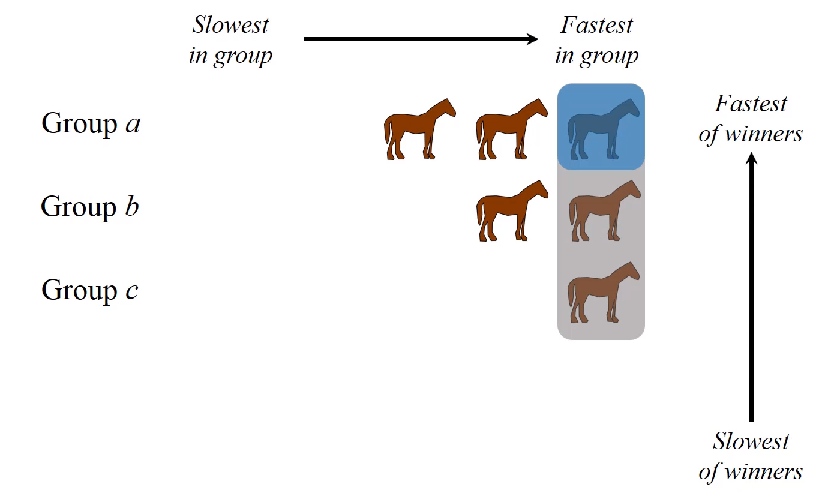 Slowest
in group
Fastest
in group
Group a
Fastest
of winners
Group b
Group c
Slowest
of winners